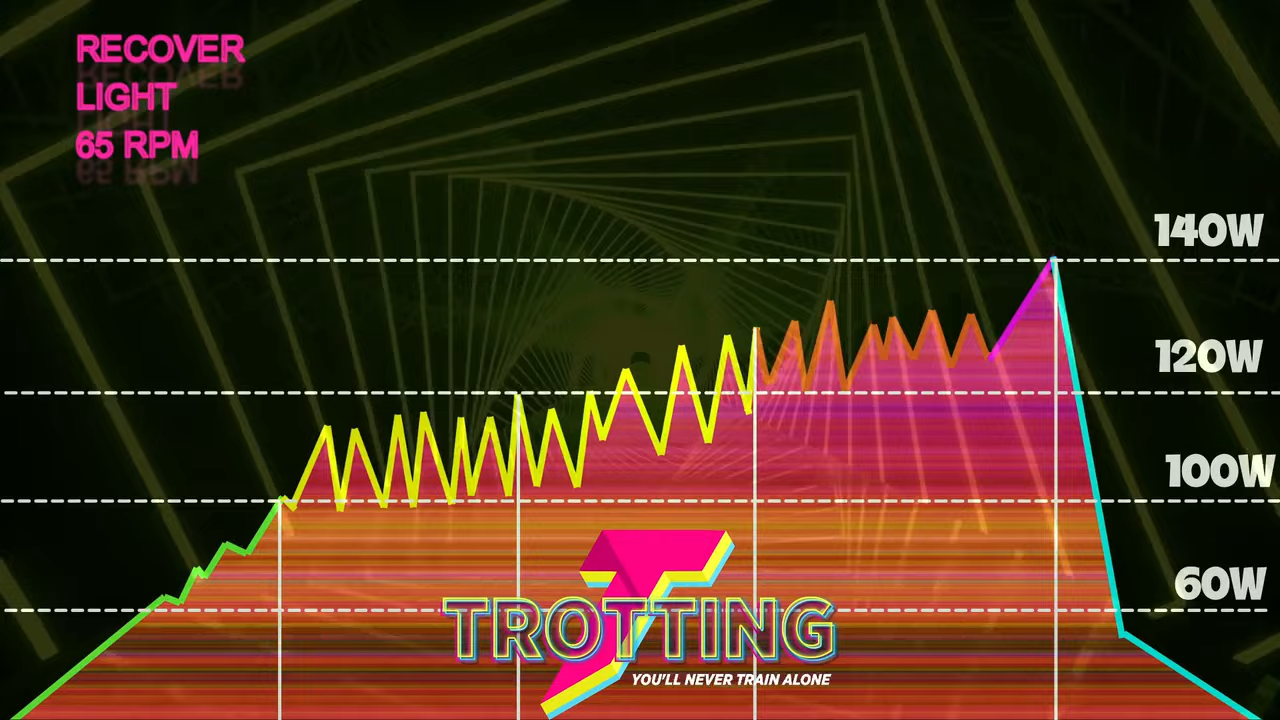 RECOVER
LIGHT
65 RPM
140W
120W
100W
60W
TROTTING
YOU'LL NEVER TRAIN ALONE